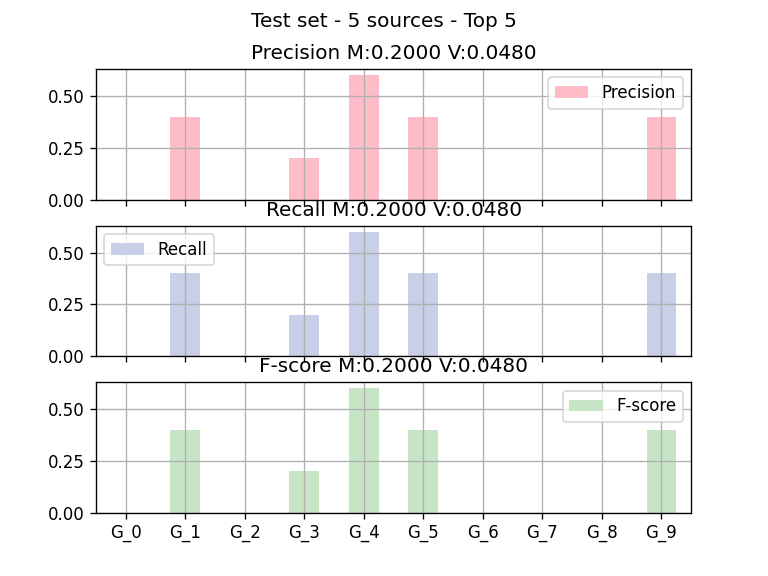 Test set - 5 sources - Top 5
Precision M:0.2000 V:0.0480
0.50
0.25
0.00
Precision
Recall M:0.2000 V:0.0480
0.50
0.25
0.00
Recall
F-score M:0.2000 V:0.0480
0.50
0.25
0.00
F-score
G_0 G_1 G_2 G_3 G_4 G_5 G_6 G_7 G_8 G_9